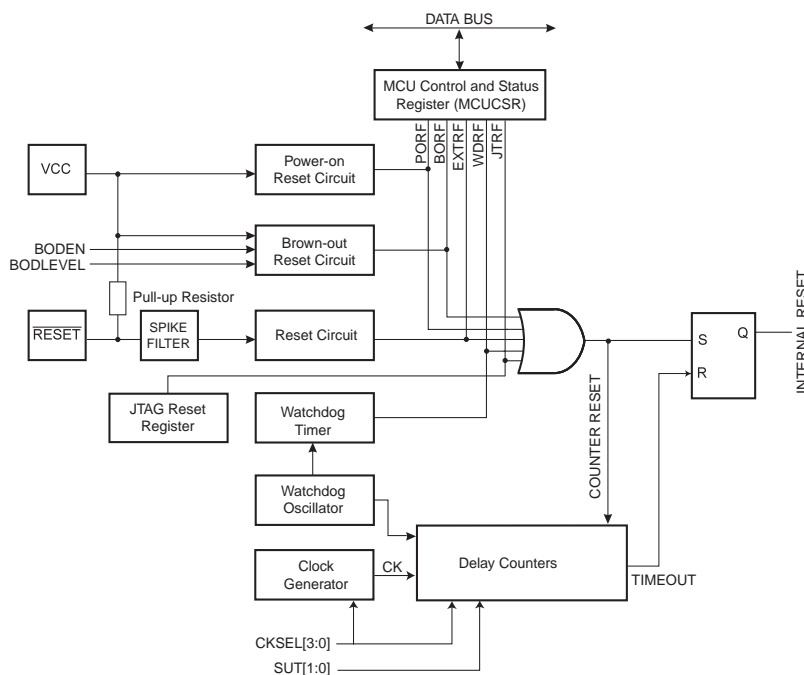 DATA BUS
MCU Control and Status
Register (MCUCSR)
PORF
BORF
EXTRF
WDRF
JTRF
VCC
Power-on
Reset Circuit
BODEN
BODLEVEL
Brown-out
Reset Circuit
Pull-up Resistor
RESET
SPIKE
FILTER
Reset Circuit
JTAG Reset
Register
Watchdog
Timer
Watchdog
Oscillator
Clock
Generator
CK
Delay Counters
CKSEL[3:0]
SUT[1:0]
COUNTER RESET
TIMEOUT
S
R
Q
INTERNAL RESET